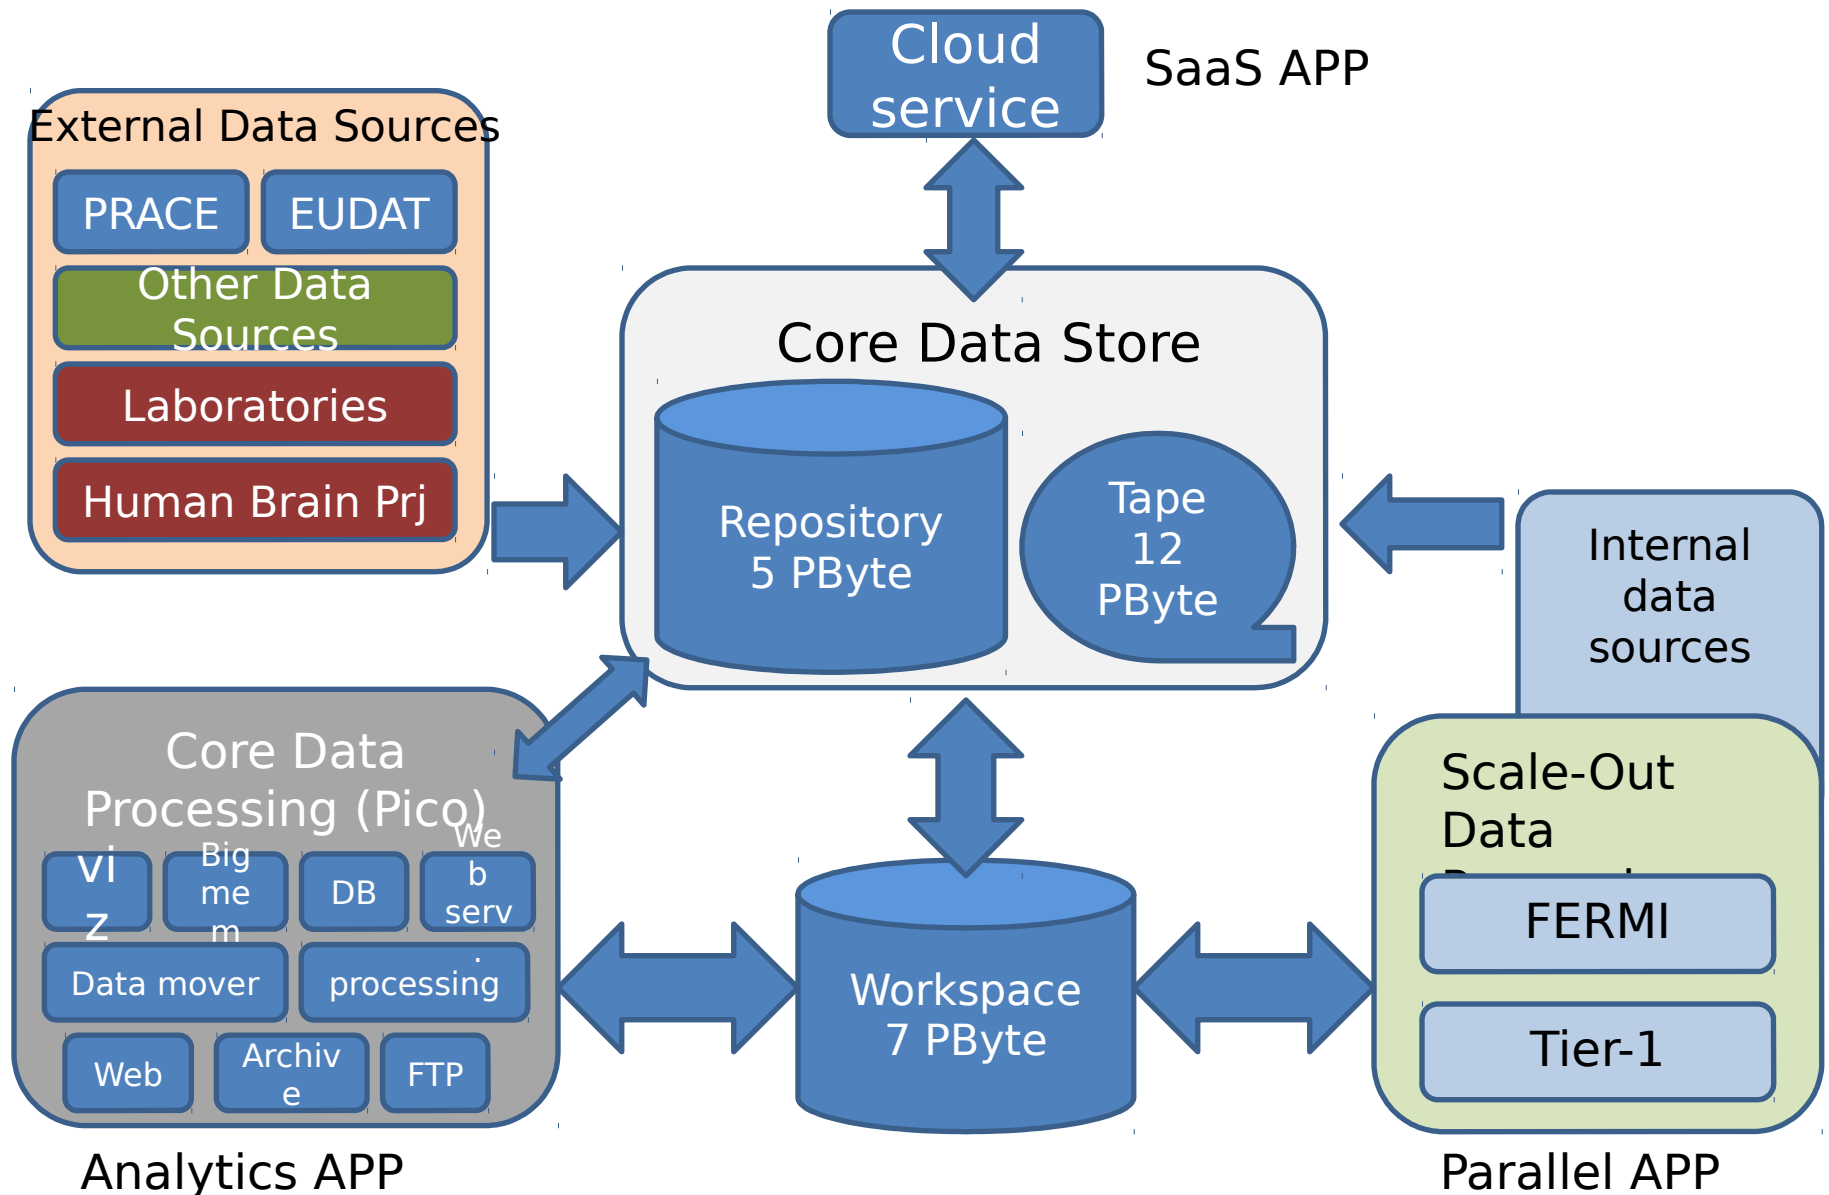 Cloud
service
SaaS APP
External Data Sources
PRACE
EUDAT
Other Data
Sources
Laboratories
Human Brain Prj
Core Data Store
Repository
5 PByte
Tape
12
PByte
Internal
data
sources
Core Data
Processing (Pico)
vi
z
Big
me
m
DB
We
b
serv
.
Data mover
processing
Web
Archiv
e
FTP
Workspace
7 PByte
Scale-Out
Data
FERMI
Tier-1
Analytics APP
Parallel APP